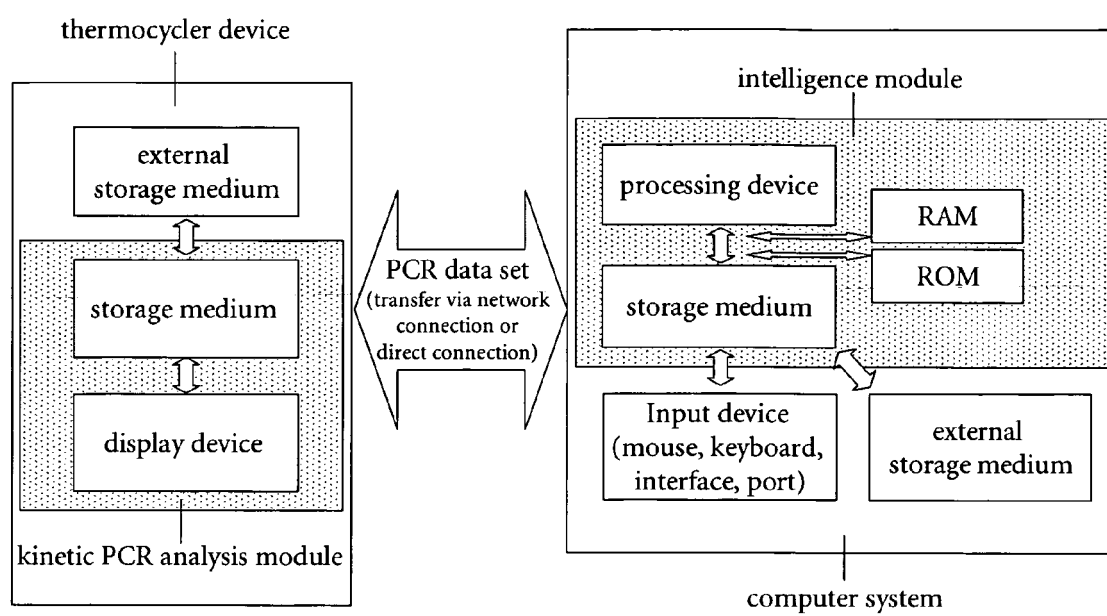 thermocycler device
external
storage medium
storage medium
display device
kinetic PCR analysis module
PCR data set
(transfer via network
connection or
direct connection)
intelligence module
processing device
RAM
ROM
storage medium
Input device
(mouse, keyboard,
interface, port)
external
storage medium
computer system